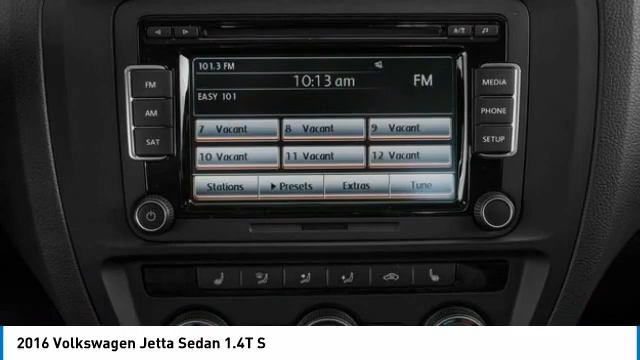 101.3 FM
10:13 am
FM
EASY 101
FM
AM
SAT
MEDIA
PHONE
SETUP
7 Vacant
8 Vacant
9 Vacant
10 Vacant
11 Vacant
12 Vacant
Stations
Presets
Extras
Tune
2016 Volkswagen Jetta Sedan 1.4T S